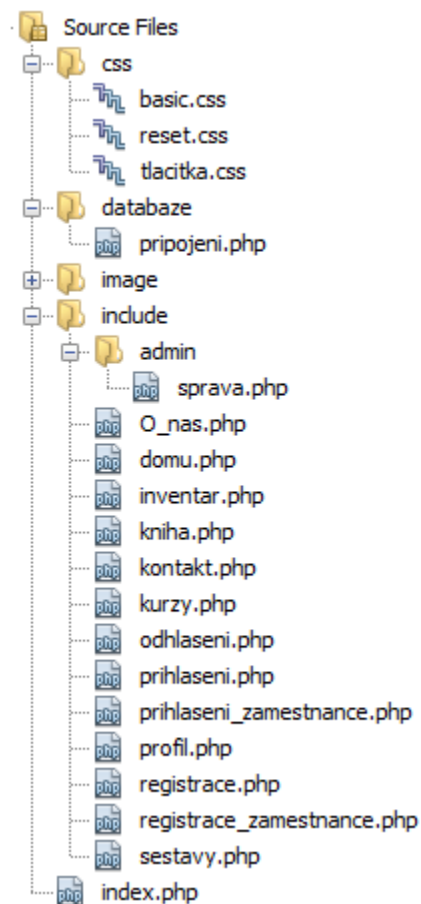 Source Files
css
basic.css
reset.css
tlacitka.css
databaze
pripojeni.php
image
include
admin
sprava.php
O_nas.php
domu.php
inventar.php
kniha.php
kontakt.php
kurzy.php
odhlaseni.php
prihlaseni.php
prihlaseni_zamestnance.php
profil.php
registrace.php
registrace_zamestnance.php
sestavy.php
index.php